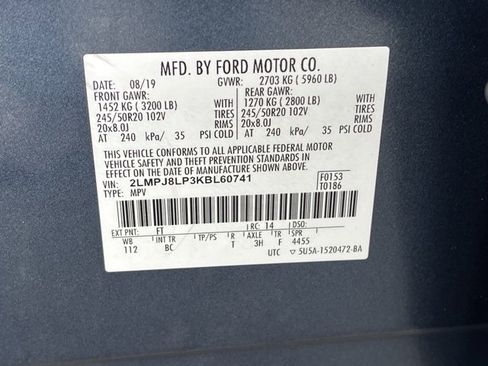 MFD. BY FORD MOTOR CO.
DATE: 08/19 GVWR: 2703 KG ( 5960 LB)
FRONT GAWR: REAR GAWR:
1452 KG ( 3200 LB) 1270 KG ( 2800 LB)
245/50R20 102V TIRES 245/50R20 102V TIRES
20x8.0J RIMS 20x8.0J RIMS
AT 240 kPa/ 35 PSI COLD AT 240 kPa/ 35 PSI COLD
THIS VEHICLE CONFORMS TO ALL APPLICABLE FEDERAL MOTOR
VEHICLE SAFETY AND THEFT PREVENTION STANDARDS IN
EFFECT ON THE DATE OF MANUFACTURE SHOWN ABOVE.
VIN: 2LMPJ8LP3KBL60741 F0153
TYPE: MPV T0186
EXT PNT: FT RC: 14 DSO:
WB INT TR TP/PS R AXLE TR SPR
112 BC T 3H F 4455
UTC ▽ 5U5A-1520472-BA